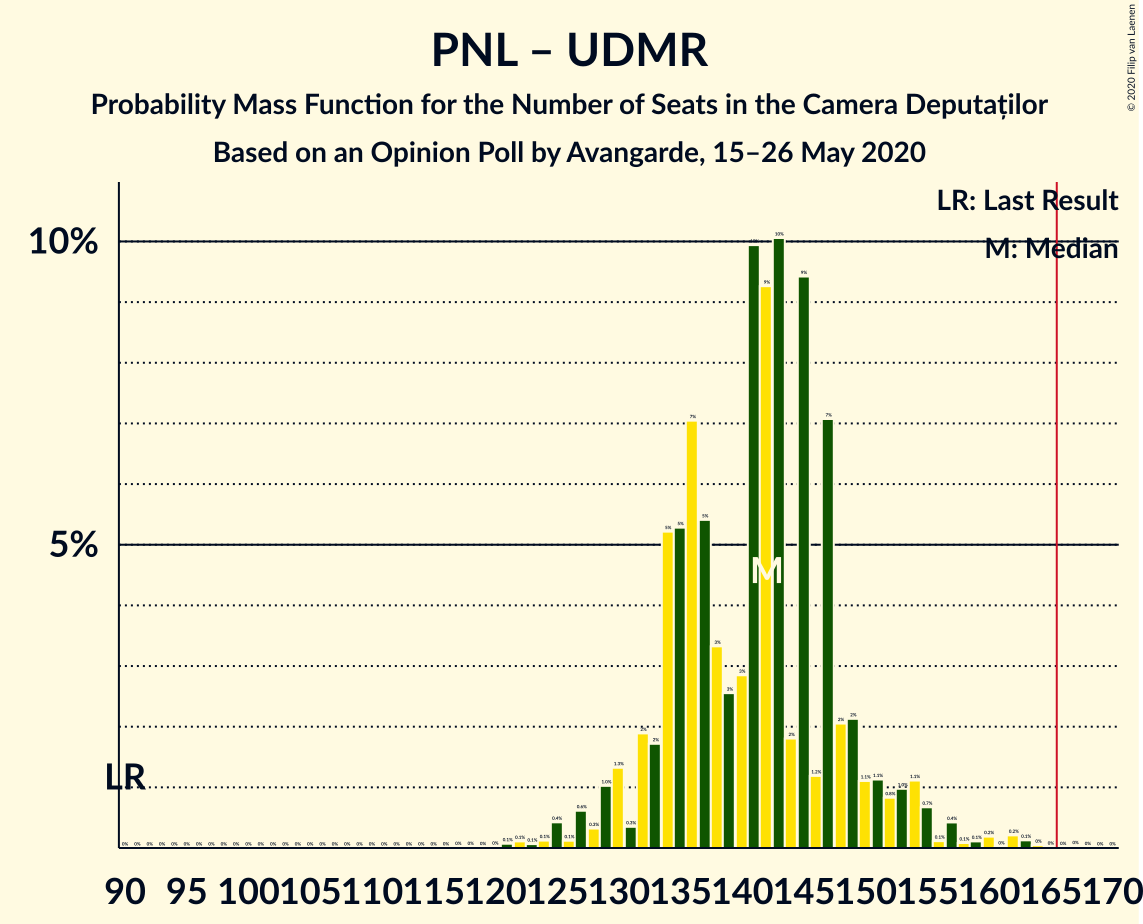 PNL – UDMR
Probability Mass Function for the Number of Seats in the Camera Deputaților
Based on an Opinion Poll by Avangarde, 15–26 May 2020
© 2020 Filip van Laenen
LR: Last Result
M: Median
10%
5%
LR
M
90 95 100 105 110 115 120 125 130 135 140 145 150 155 160 165 170